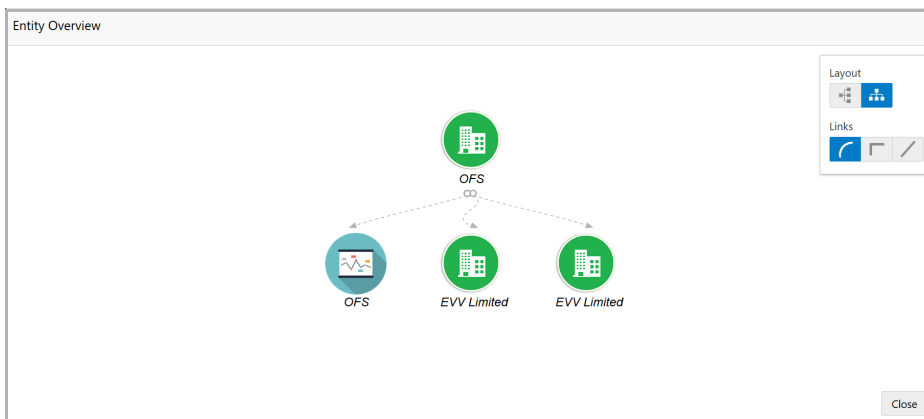 Entity Overview
Layout
Links
OFS
OFS
EVV Limited
EVV Limited
Close